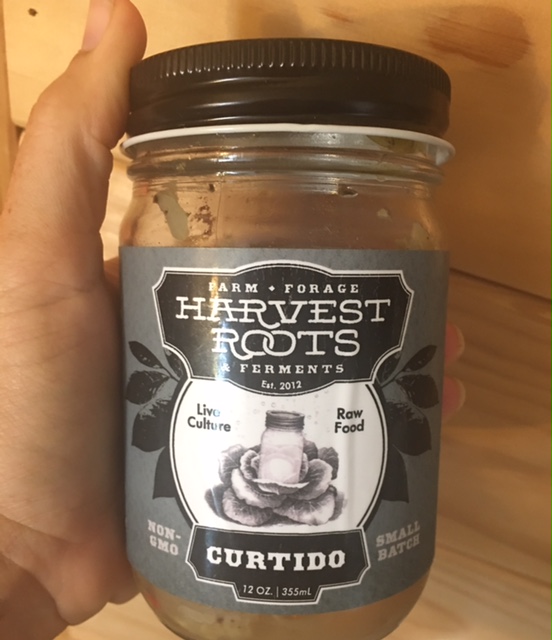 FARM + FORAGE
HARVEST
ROOTS
& FERMENTS
Est. 2012
Live
Culture
Raw
Food
NON-
GMO
SMALL
BATCH
CURTIDO
12 OZ. | 355mL